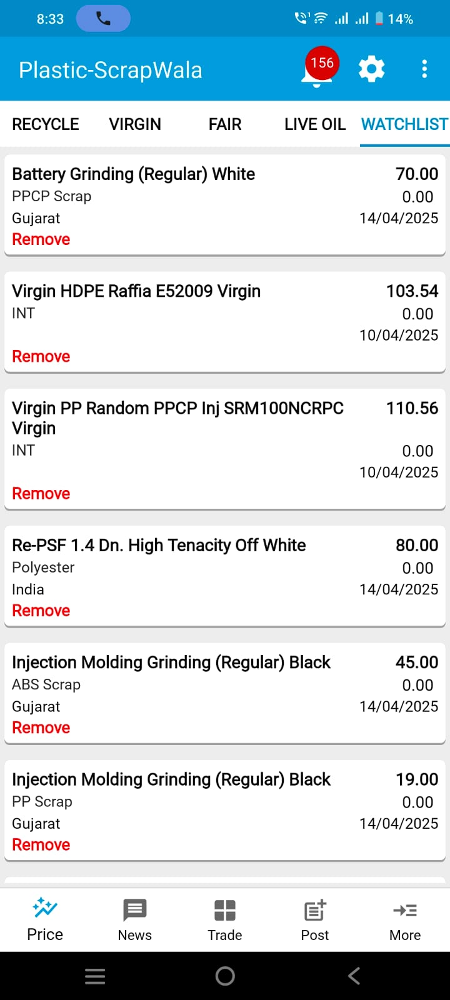 8:33
14%
Plastic-ScrapWala
156
RECYCLE VIRGIN FAIR LIVE OIL WATCHLIST
Battery Grinding (Regular) White 70.00
PPCP Scrap 0.00
Gujarat 14/04/2025
Remove
Virgin HDPE Raffia E52009 Virgin 103.54
INT 0.00
10/04/2025
Remove
Virgin PP Random PPCP Inj SRM100NCRPC 110.56
Virgin
INT 0.00
10/04/2025
Remove
Re-PSF 1.4 Dn. High Tenacity Off White 80.00
Polyester 0.00
India 14/04/2025
Remove
Injection Molding Grinding (Regular) Black 45.00
ABS Scrap 0.00
Gujarat 14/04/2025
Remove
Injection Molding Grinding (Regular) Black 19.00
PP Scrap 0.00
Gujarat 14/04/2025
Remove
Price News Trade Post More